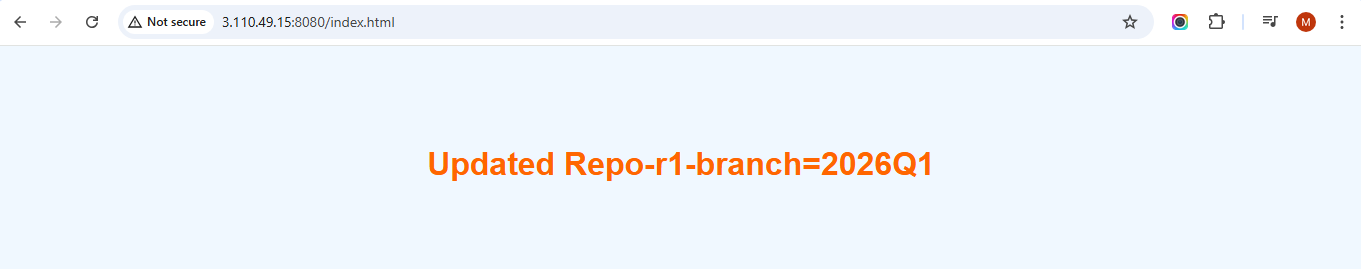 Not secure 3.110.49.15:8080/index.html M
Updated Repo-r1-branch=2026Q1